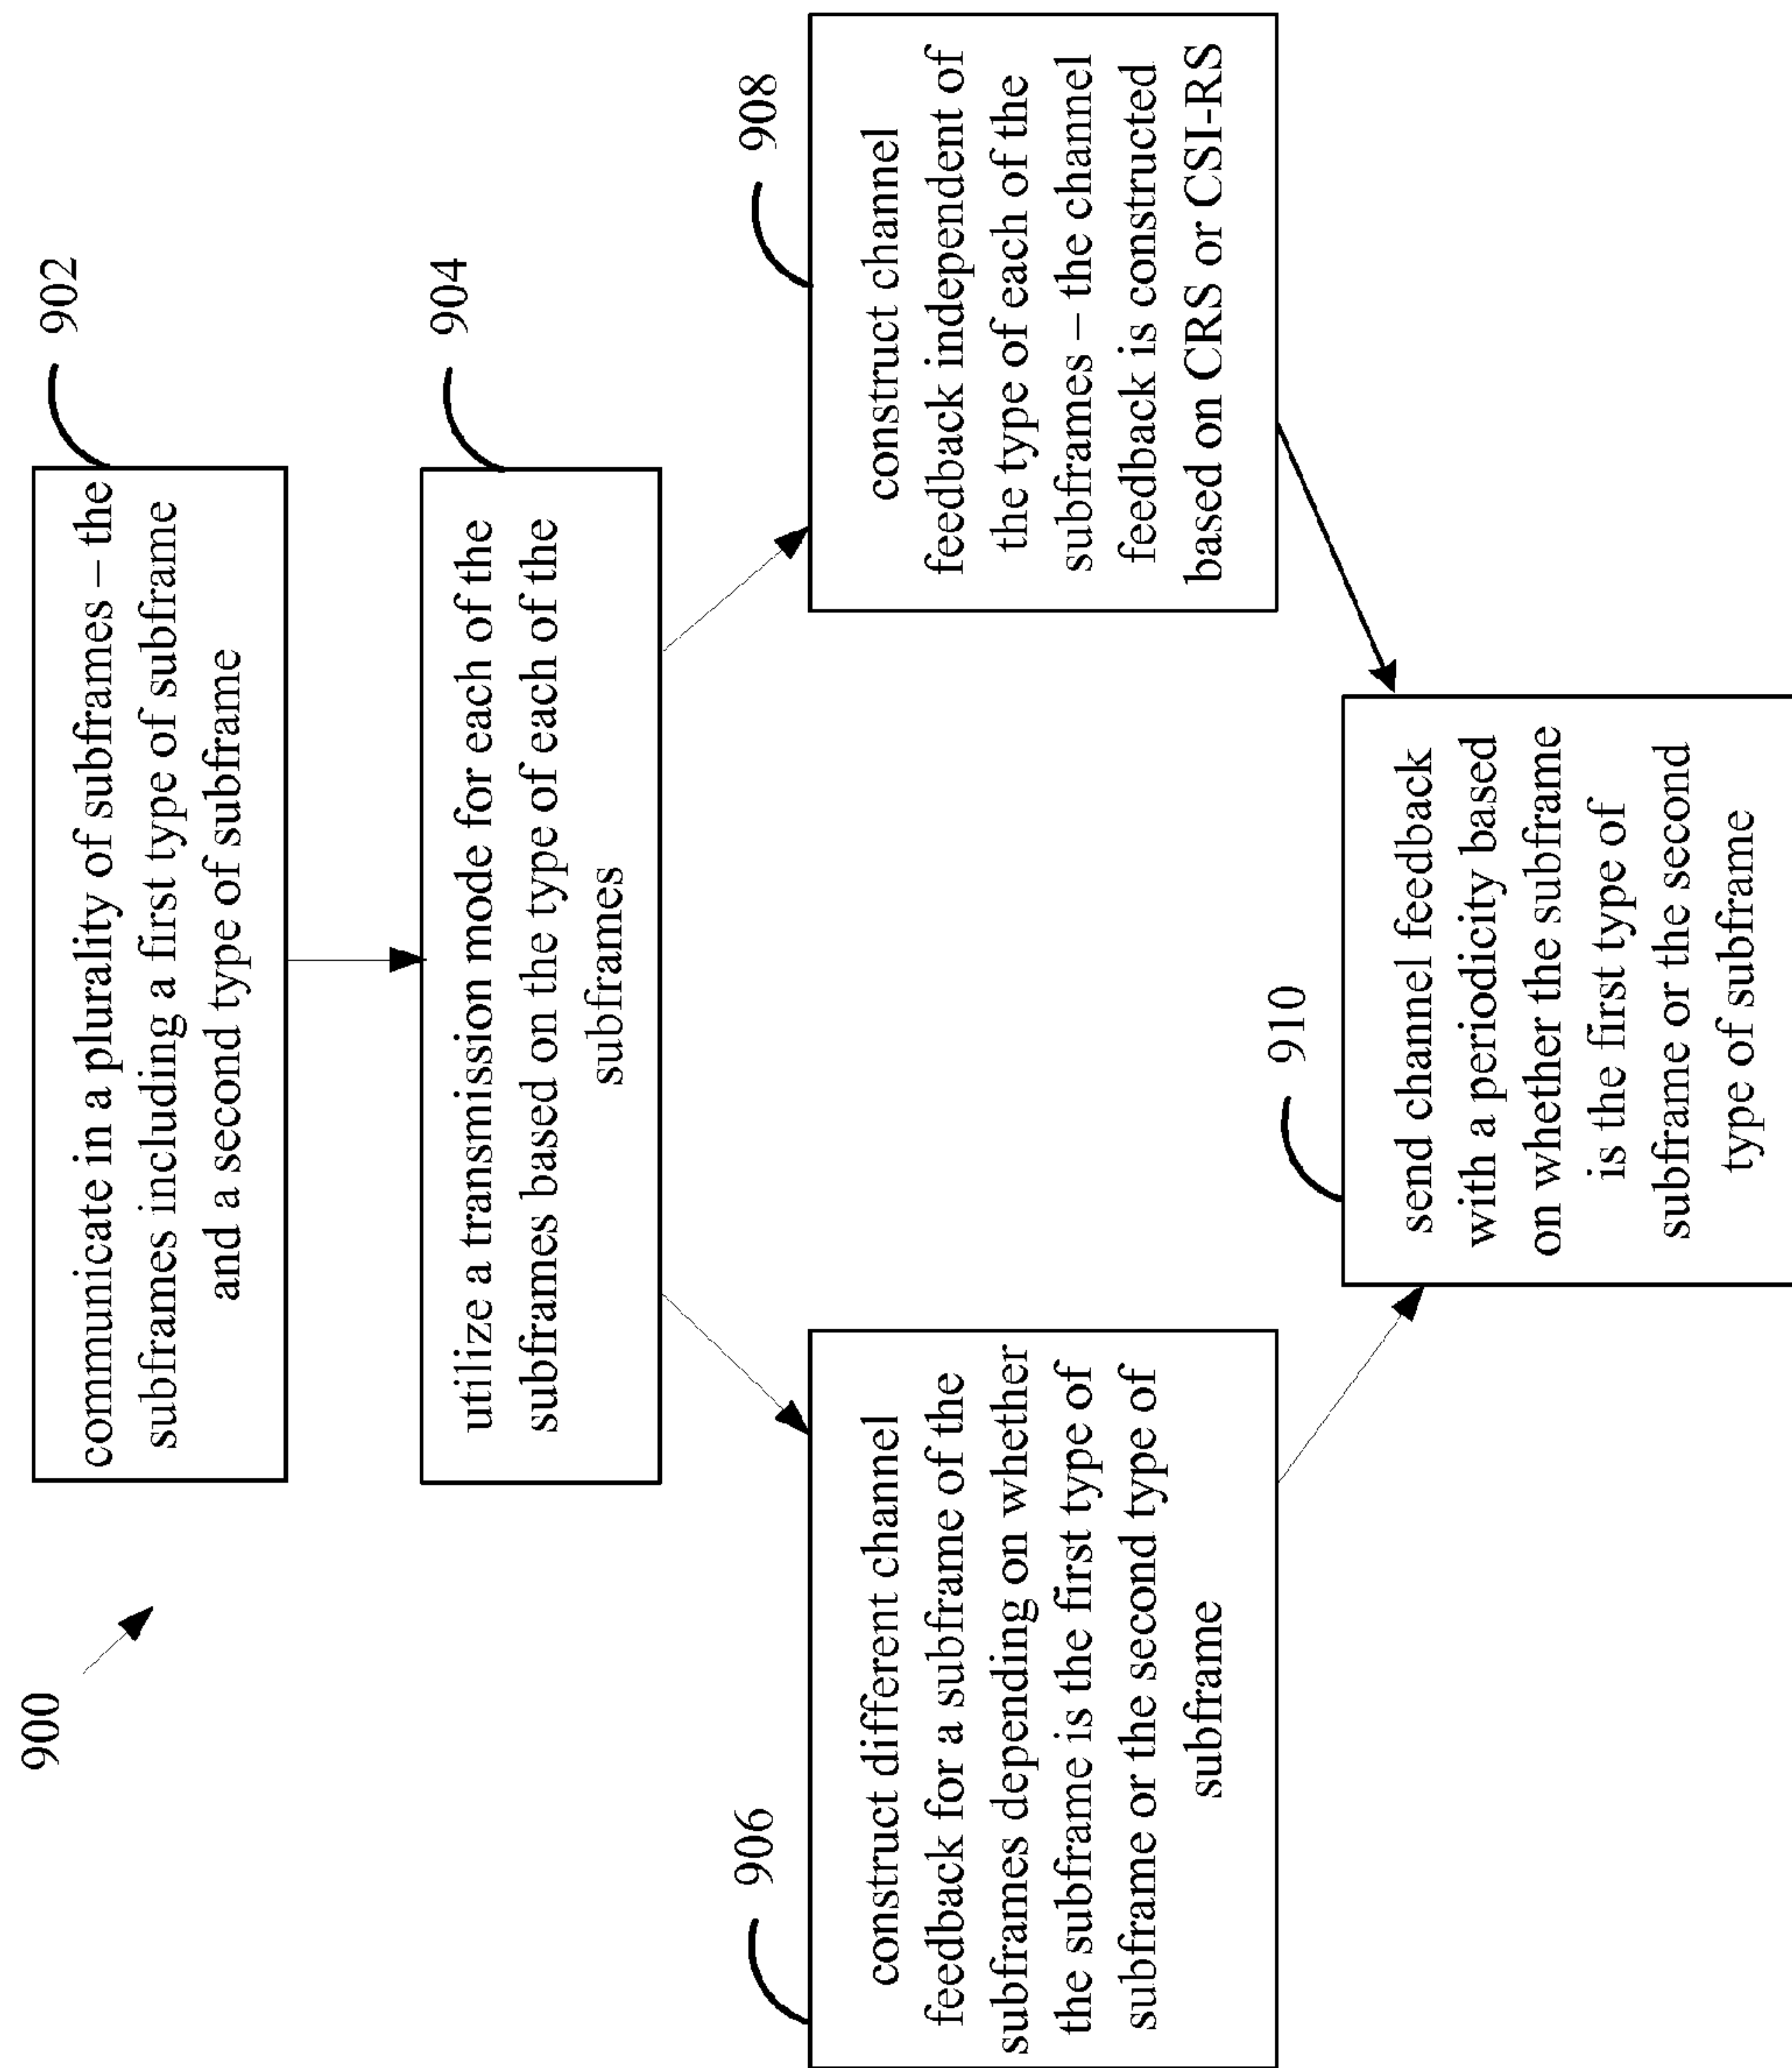 900
902
communicate in a plurality of subframes – the
subframes including a first type of subframe
and a second type of subframe
904
utilize a transmission mode for each of the
subframes based on the type of each of the
subframes
906
construct different channel
feedback for a subframe of the
subframes depending on whether
the subframe is the first type of
subframe or the second type of
subframe
908
construct channel
feedback independent of
the type of each of the
subframes – the channel
feedback is constructed
based on CRS or CSI-RS
910
send channel feedback
with a periodicity based
on whether the subframe
is the first type of
subframe or the second
type of subframe